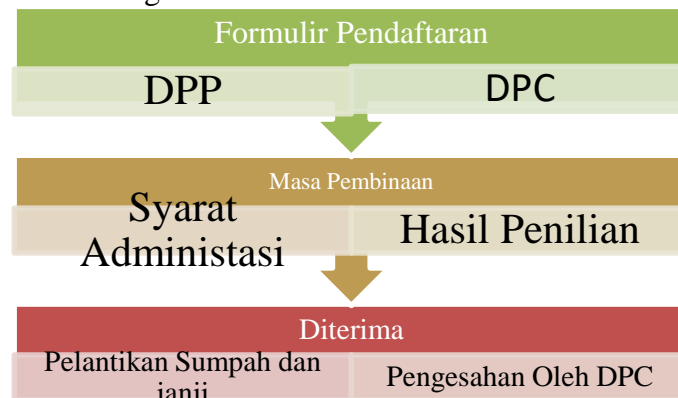 Formulir Pendaftaran
DPP
DPC
Masa Pembinaan
Syarat
Administasi
Hasil Penilian
Diterima
Pelantikan Sumpah dan
janji
Pengesahan Oleh DPC